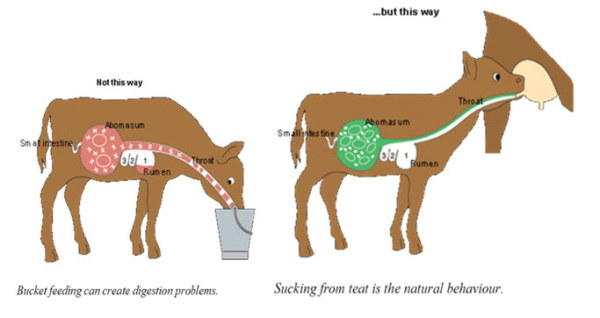 Not this way
Abomasum
Small intestine
3 2 1
Throat
Rumen
Bucket feeding can create digestion problems.
...but this way
Throat
Abomasum
Small intestine
3 2 1
Rumen
Sucking from teat is the natural behaviour.